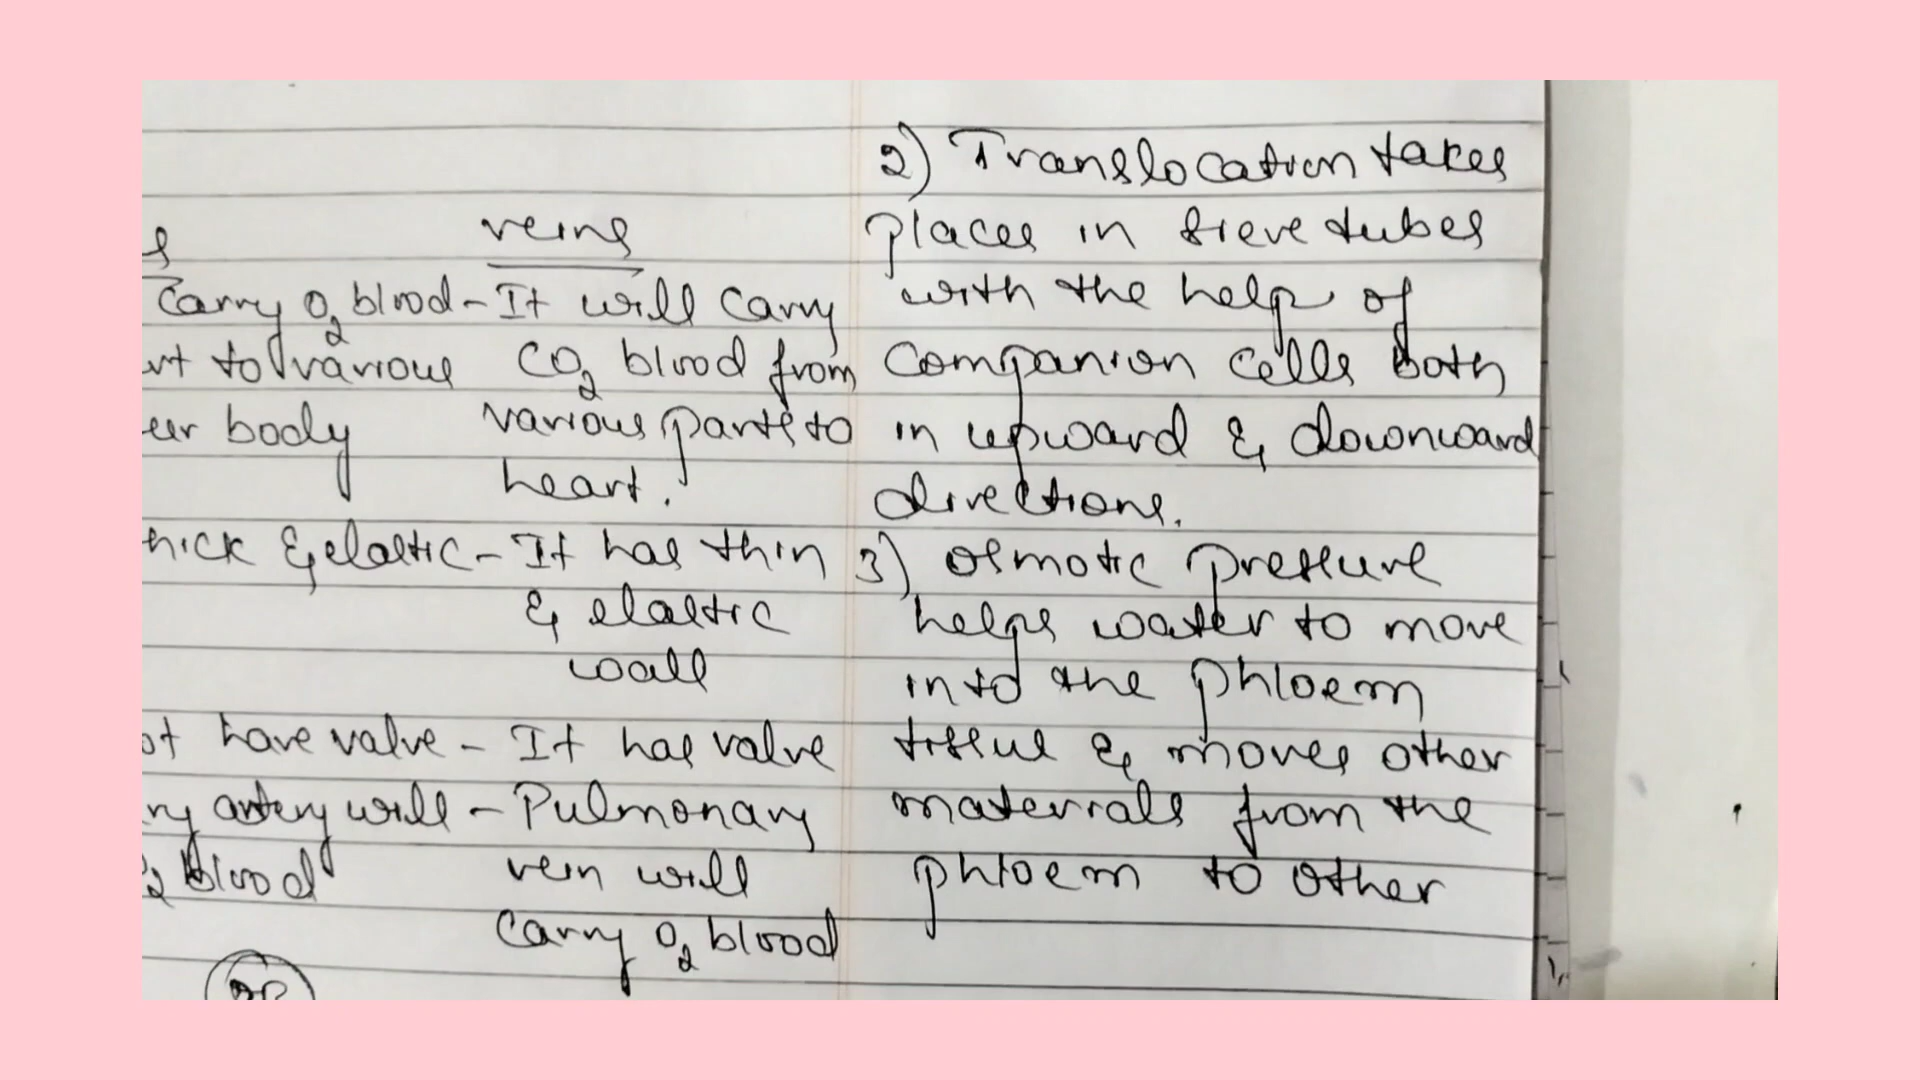 veins
Carry O2 blood - It will carry
to various CO2 blood from
body various parts to
heart.
& elastic - It has thin
& elastic
wall
have valve - It has valve
artery will - Pulmonary
blood vein will
carry O2 blood
2) Translocation takes
places in sieve tubes
with the help of
companion cells both
in upward & downward
directions.
3) Osmotic pressure
helps water to move
into the phloem
tissue & moves other
materials from the
phloem to other